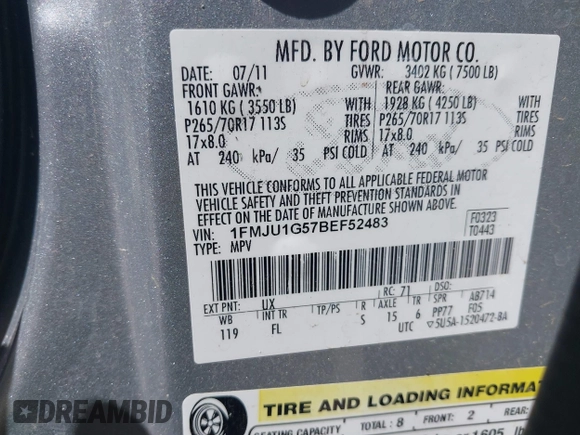 MFD. BY FORD MOTOR CO.
DATE: 07/11 GVWR: 3402 KG ( 7500 LB)
FRONT GAWR: REAR GAWR:
1610 KG ( 3550 LB) WITH 1928 KG ( 4250 LB) WITH
P265/70R17 113S TIRES P265/70R17 113S TIRES
17x8.0 RIMS 17x8.0 RIMS
AT 240 kPa/ 35 PSI COLD AT 240 kPa/ 35 PSI COLD
THIS VEHICLE CONFORMS TO ALL APPLICABLE FEDERAL MOTOR
VEHICLE SAFETY AND THEFT PREVENTION STANDARDS IN
EFFECT ON THE DATE OF MANUFACTURE SHOWN ABOVE.
VIN: 1FMJU1G57BEF52483 F0323
TYPE: MPV T0443
EXT PNT: UX RC: 71 DSO:
WB INT TR TP/PS R AXLE TR SPR AB714
119 FL S 15 6 PP77 F05
UTC ▽5U5A-1520472-BA
TIRE AND LOADING INFORMAT
SEATING CAPACITY TOTAL : 8 FRONT: 2 REAR:
DREAMBID